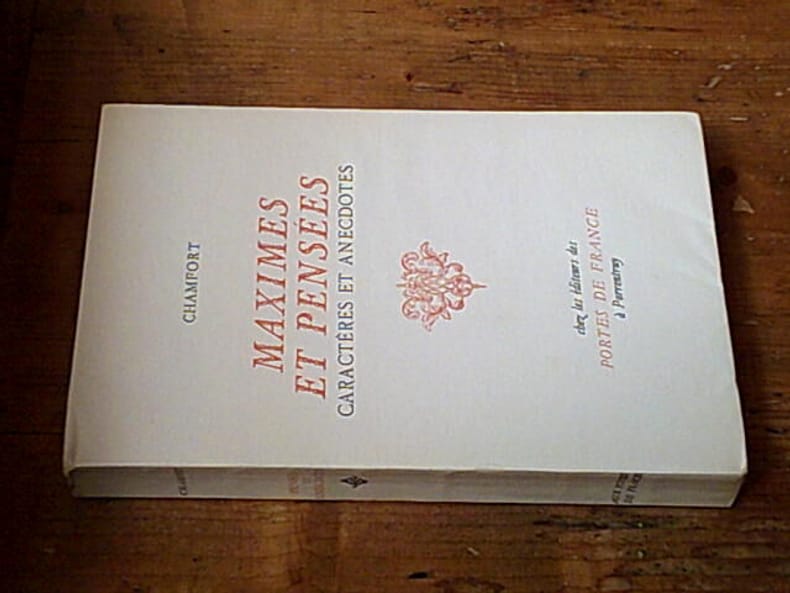 CHAMFORT
MAXIMES
ET PENSÉES
CARACTÈRES ET ANECDOTES
chez les éditeurs des
PORTES DE FRANCE
à Porrentruy